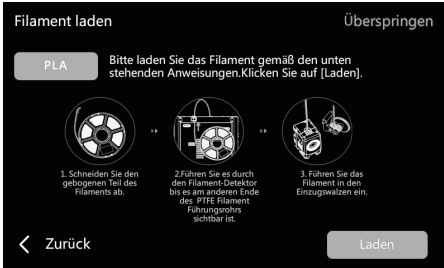 Filament laden
Überspringen
PLA
Bitte laden Sie das Filament gemäß den unten
stehenden Anweisungen.Klicken Sie auf [Laden].
1. Schneiden Sie den
gebogenen Teil des
Filaments ab.
2.Führen Sie es durch
den Filament-Detektor
bis es am anderen Ende
des PTFE Filament
Führungsrohrs
sichtbar ist.
3. Führen Sie das
Filament in den
Einzugswalzen ein.
Zurück
Laden